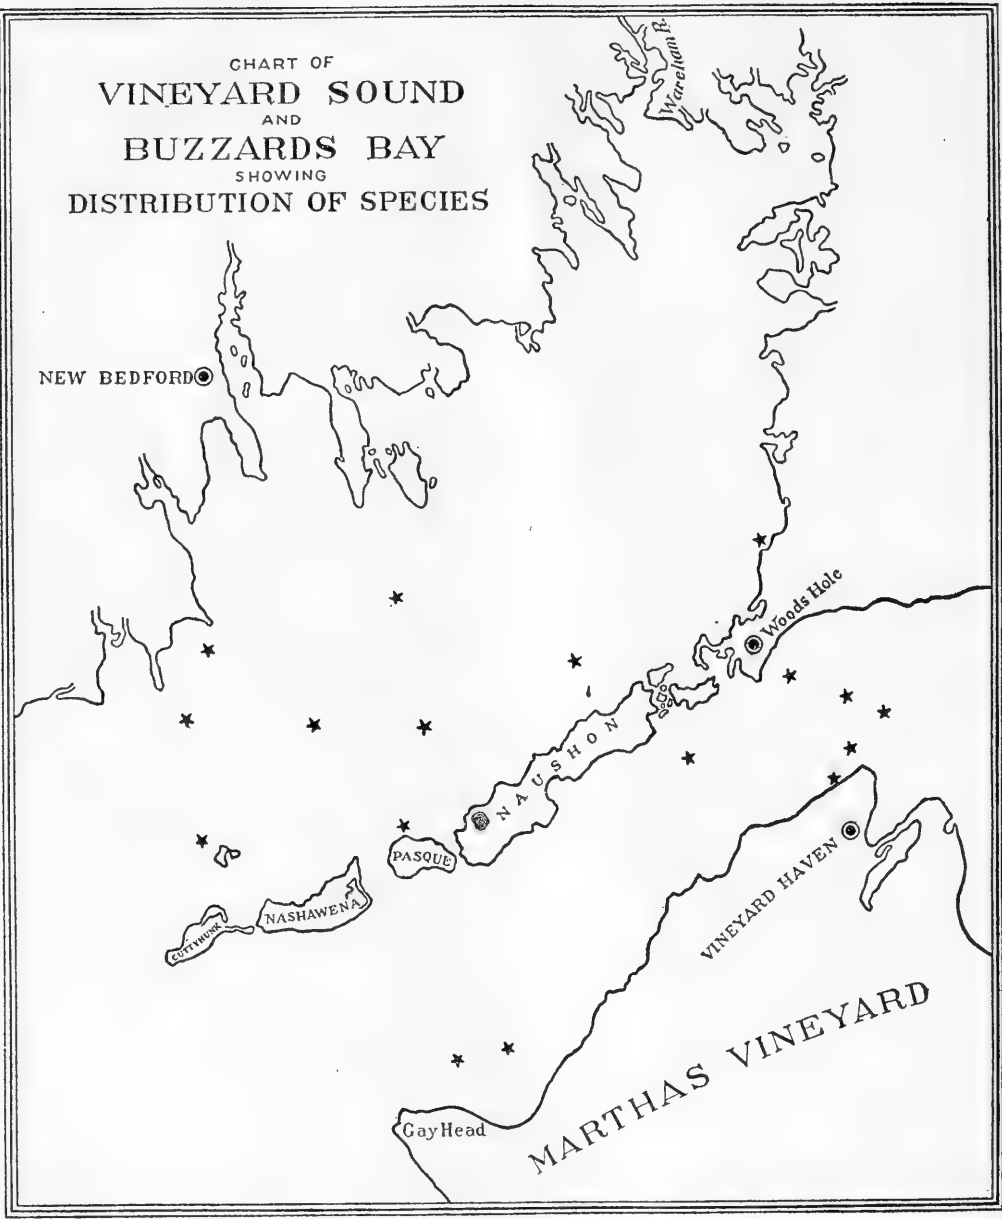 CHART OF
VINEYARD SOUND
AND
BUZZARDS BAY
SHOWING
DISTRIBUTION OF SPECIES
Wareham R.
NEW BEDFORD
Woods Hole
NAUSHON
PASQUE
NASHAWENA
CUTTYHUNK
VINEYARD HAVEN
MARTHAS VINEYARD
Gay Head